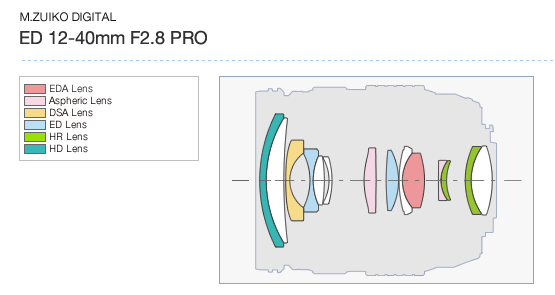 M.ZUIKO DIGITAL
ED 12-40mm F2.8 PRO
EDA Lens
Aspheric Lens
DSA Lens
ED Lens
HR Lens
HD Lens